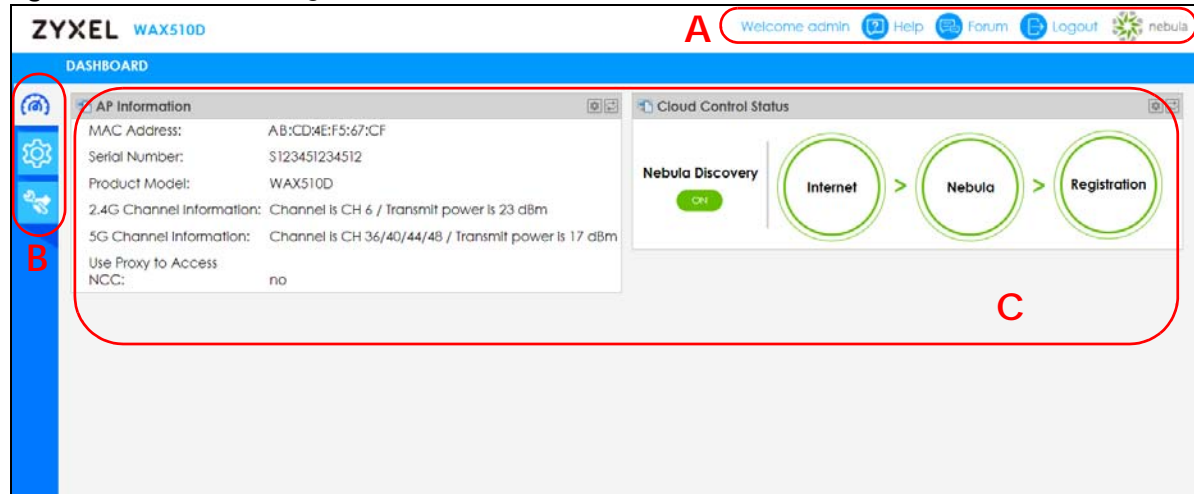 ZYXEL WAX510D
A
Welcome admin Help Forum Logout nebula
DASHBOARD
AP Information
MAC Address: AB:CD:4E:F5:67:CF
Serial Number: S123451234512
Product Model: WAX510D
2.4G Channel Information: Channel is CH 6 / Transmit power is 23 dBm
5G Channel Information: Channel is CH 36/40/44/48 / Transmit power is 17 dBm
Use Proxy to Access
NCC: no
Cloud Control Status
Nebula Discovery
ON
Internet > Nebula > Registration
B
C